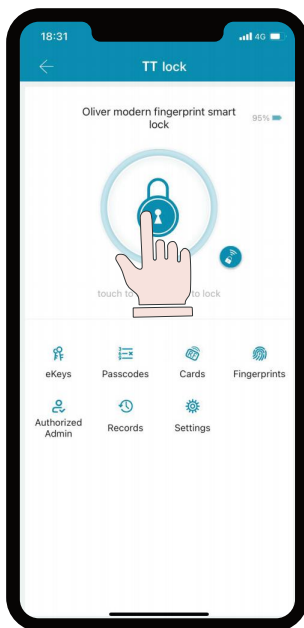 18:31
4G
TT lock
Oliver modern fingerprint smart
lock
95%
touch to
to lock
eKeys
Passcodes
Cards
Fingerprints
Authorized
Admin
Records
Settings